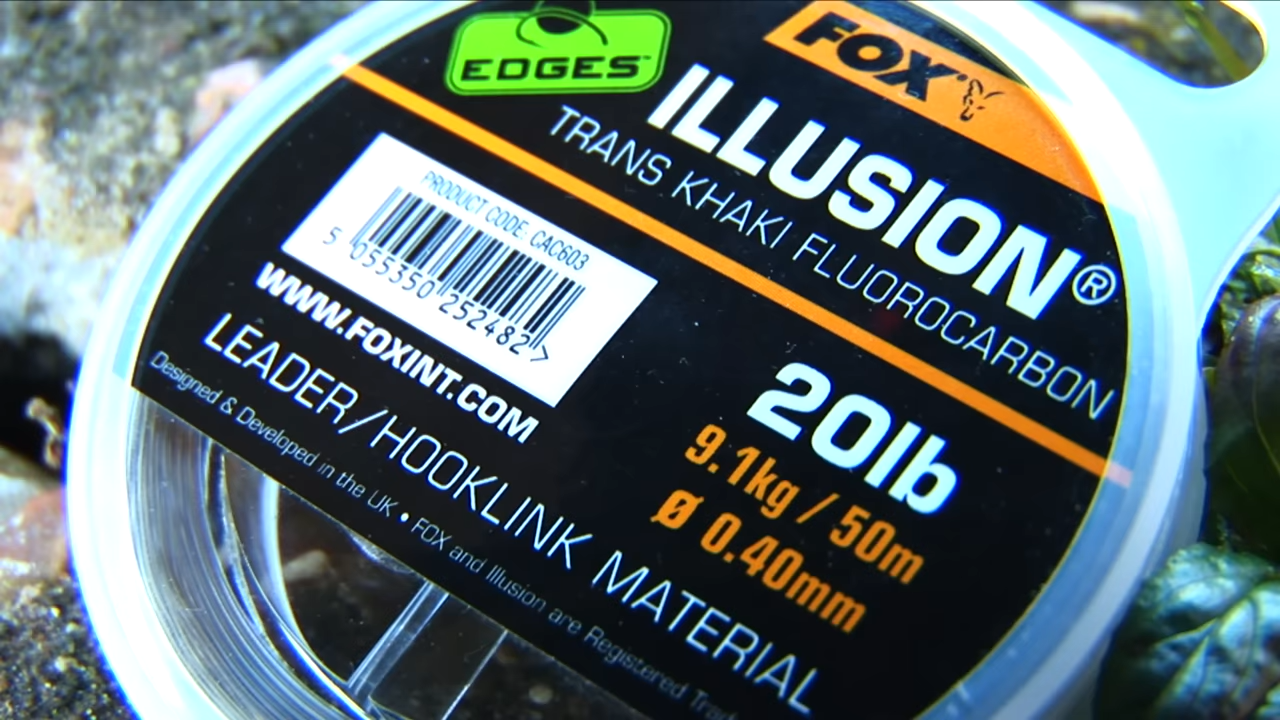 EDGES™
FOX®
ILLUSION®
TRANS KHAKI FLUOROCARBON
PRODUCT CODE: CAC603
5 055350 252482 >
WWW.FOXINT.COM
LEADER/HOOKLINK MATERIAL
Designed & Developed in the UK • FOX and Illusion are Registered
20lb
9.1kg / 50m
Ø 0.40mm